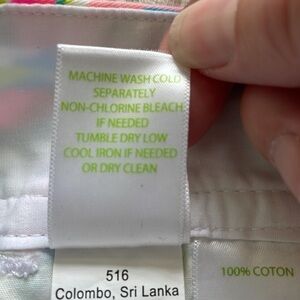 MACHINE WASH COLD
SEPARATELY
NON-CHLORINE BLEACH
IF NEEDED
TUMBLE DRY LOW
COOL IRON IF NEEDED
OR DRY CLEAN
516
Colombo, Sri Lanka
100% COTON